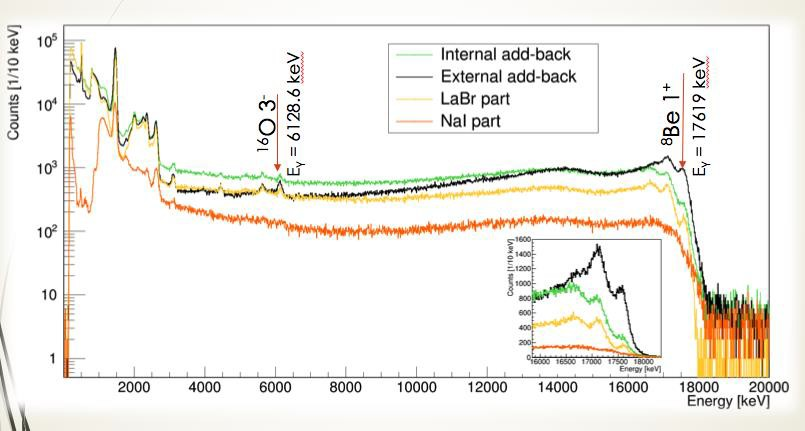 Counts [1/10 keV]
10⁵
10⁴
10³
10²
10
1
Internal add-back
External add-back
LaBr part
NaI part
¹⁶O 3⁻
Eγ = 6128.6 keV
⁸Be 1⁺
Eγ = 17619 keV
Counts [1/10 keV]
1600
1400
1200
1000
800
600
400
200
0
16000 16500 17000 17500 18000
Energy [keV]
2000 4000 6000 8000 10000 12000 14000 16000 18000 20000
Energy [keV]